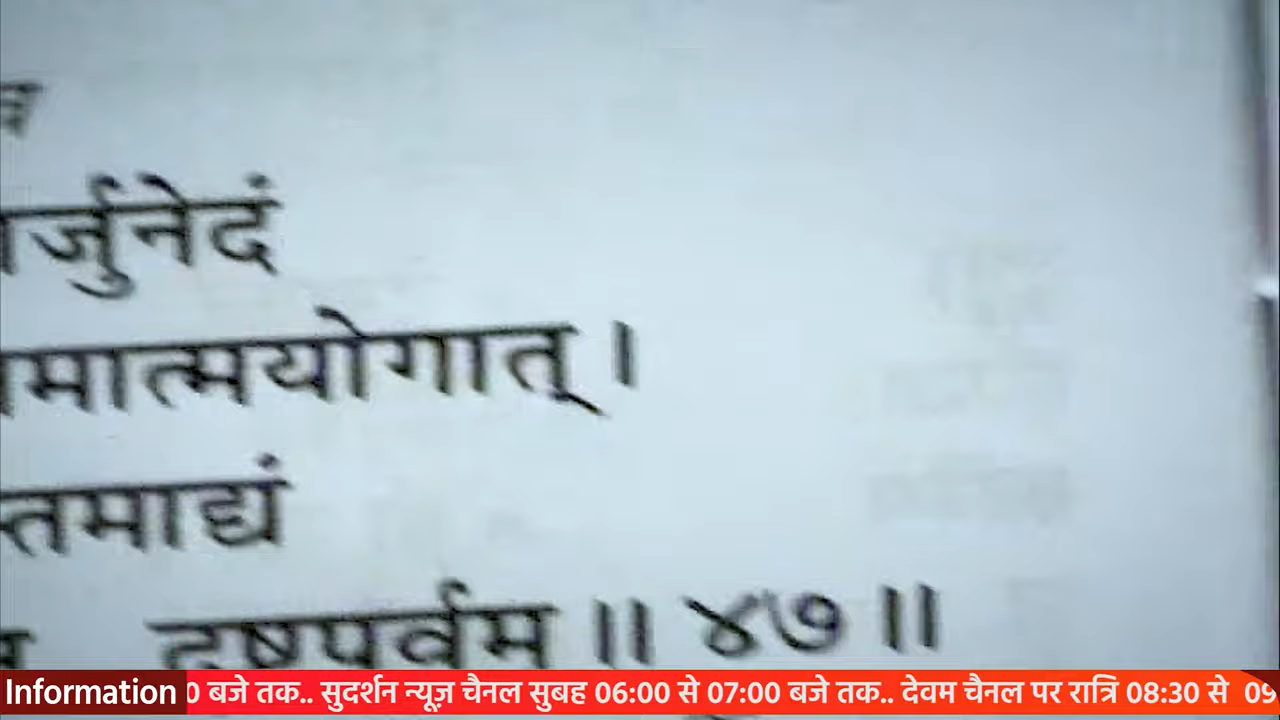 र्जुनेदं
मात्मयोगात् ।
तमाद्यं
दृष्टपूर्वम् ॥ ४७ ॥
Information
0 बजे तक.. सुदर्शन न्यूज़ चैनल सुबह 06:00 से 07:00 बजे तक.. देवम चैनल पर रात्रि 08:30 से 09